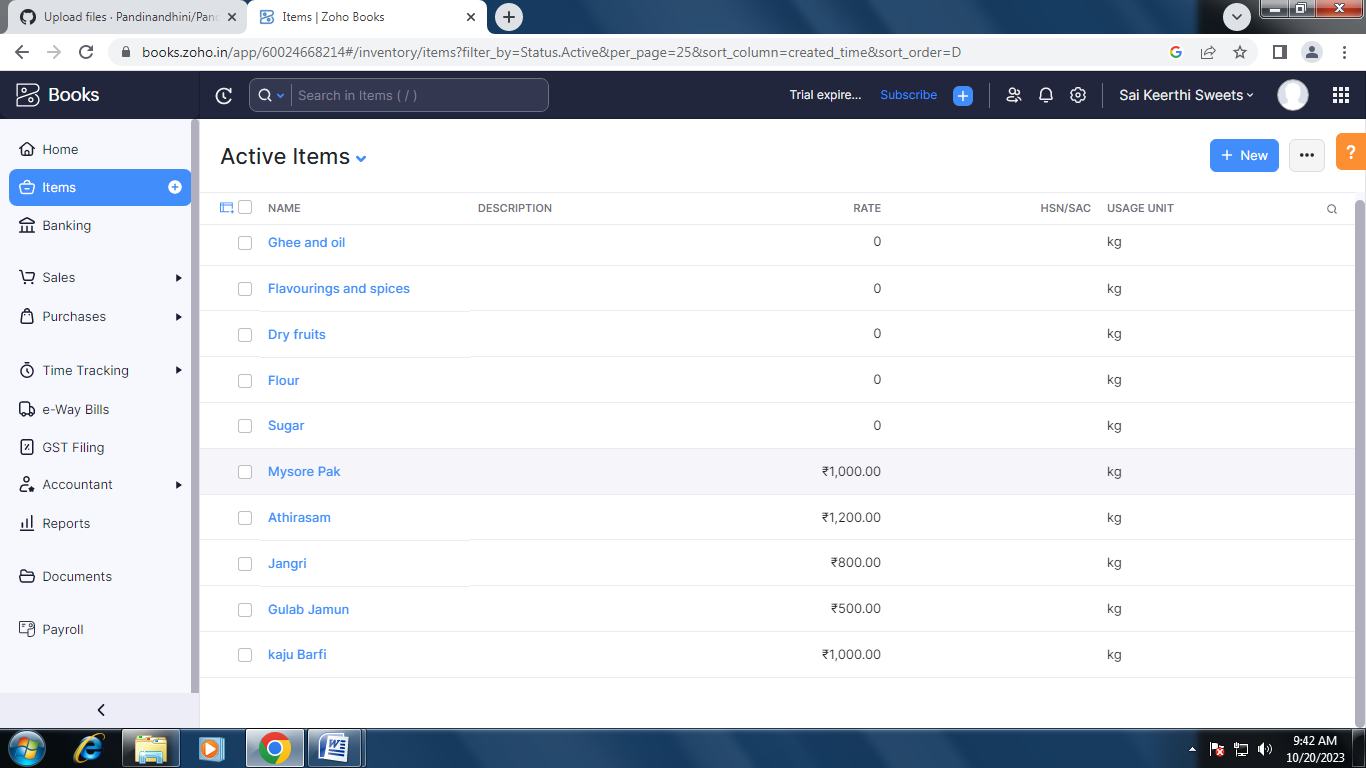 Upload files · Pandinandhini/Pand
Items | Zoho Books
books.zoho.in/app/60024668214#/inventory/items?filter_by=Status.Active&per_page=25&sort_column=created_time&sort_order=D
Books
Search in Items ( / )
Trial expire...
Subscribe
Sai Keerthi Sweets
Home
Items
Banking
Sales
Purchases
Time Tracking
e-Way Bills
GST Filing
Accountant
Reports
Documents
Payroll
Active Items
+ New
?
NAME DESCRIPTION RATE HSN/SAC USAGE UNIT
Ghee and oil 0 kg
Flavourings and spices 0 kg
Dry fruits 0 kg
Flour 0 kg
Sugar 0 kg
Mysore Pak ₹1,000.00 kg
Athirasam ₹1,200.00 kg
Jangri ₹800.00 kg
Gulab Jamun ₹500.00 kg
kaju Barfi ₹1,000.00 kg
9:42 AM
10/20/2023